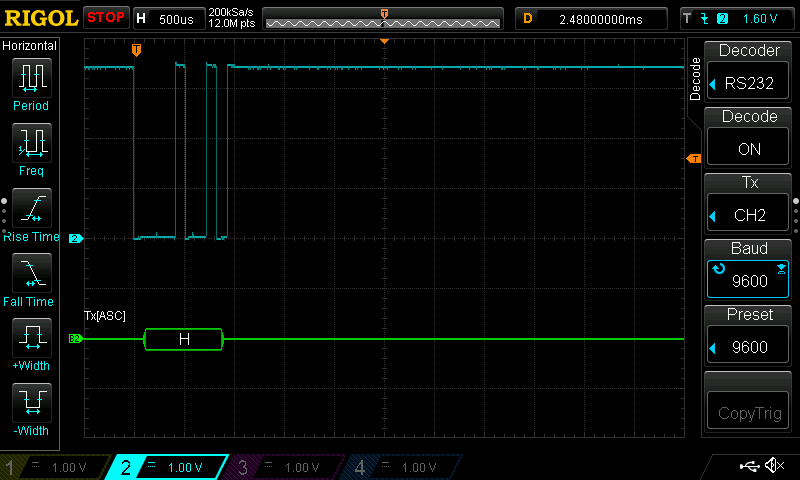 RIGOL STOP H 500us 200kSa/s 12.0M pts D 2.48000000ms T 2 1.60 V
Horizontal
Period
Freq
Rise Time
Fall Time
+Width
-Width
T
T
2
Tx[ASC]
B2
H
Decode
Decoder
RS232
Decode
ON
Tx
CH2
Baud
9600
Preset
9600
CopyTrig
1 1.00 V 2 1.00 V 3 1.00 V 4 1.00 V